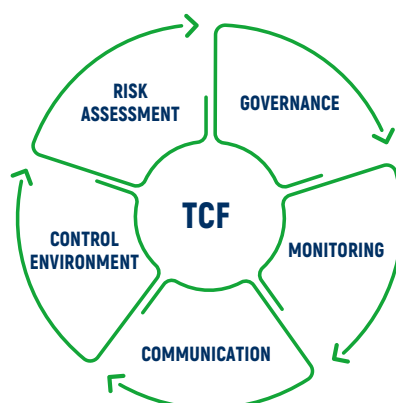 RISK
ASSESSMENT
GOVERNANCE
TCF
CONTROL
ENVIRONMENT
MONITORING
COMMUNICATION